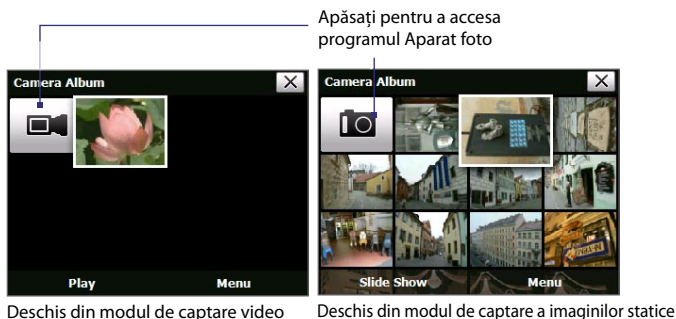 Apăsați pentru a accesa
programul Aparat foto
Camera Album
Play Menu
Deschis din modul de captare video
Camera Album
Slide Show Menu
Deschis din modul de captare a imaginilor statice